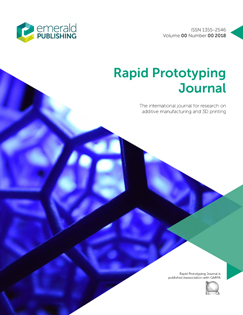 emerald
PUBLISHING
ISSN 1355-2546
Volume 00 Number 00 2018
Rapid Prototyping
Journal
The international journal for research on
additive manufacturing and 3D printing
Rapid Prototyping Journal is
published in association with GARPA